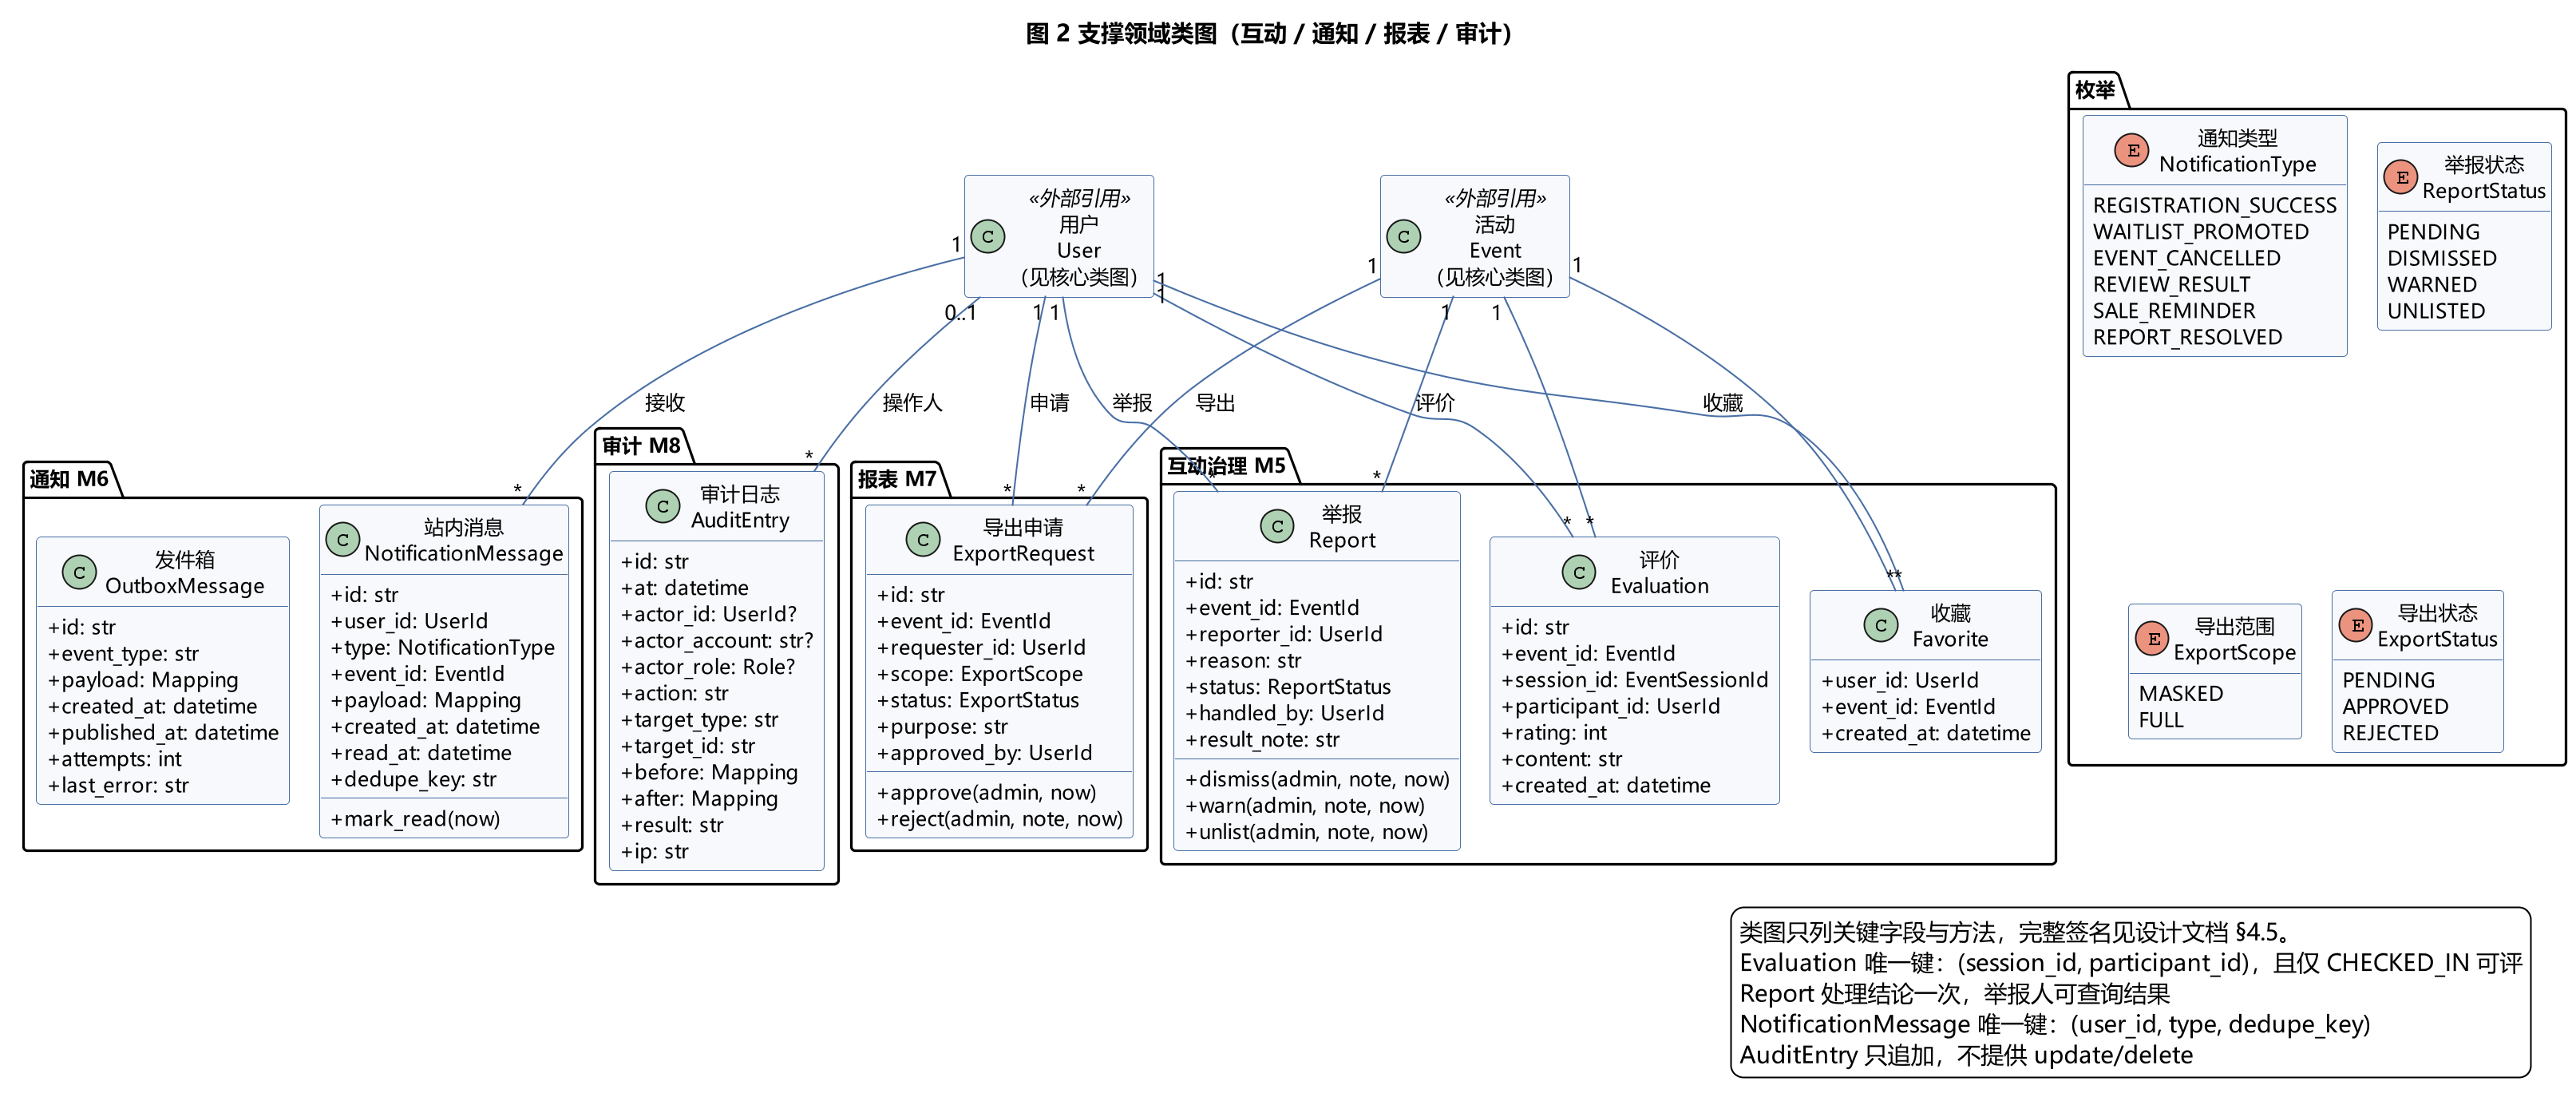 图 2 支撑领域类图（互动 / 通知 / 报表 / 审计）
枚举
E
通知类型
NotificationType
REGISTRATION_SUCCESS
WAITLIST_PROMOTED
EVENT_CANCELLED
REVIEW_RESULT
SALE_REMINDER
REPORT_RESOLVED
E
举报状态
ReportStatus
PENDING
DISMISSED
WARNED
UNLISTED
E
导出范围
ExportScope
MASKED
FULL
E
导出状态
ExportStatus
PENDING
APPROVED
REJECTED
C
«外部引用»
用户
User
（见核心类图）
C
«外部引用»
活动
Event
（见核心类图）
1
0..1
1
1
1
1
1
1
1
1
接收
操作人
申请
举报
导出
评价
收藏
*
*
*
*
*
*
*
*
*
*
通知 M6
C
发件箱
OutboxMessage
+id: str
+event_type: str
+payload: Mapping
+created_at: datetime
+published_at: datetime
+attempts: int
+last_error: str
C
站内消息
NotificationMessage
+id: str
+user_id: UserId
+type: NotificationType
+event_id: EventId
+payload: Mapping
+created_at: datetime
+read_at: datetime
+dedupe_key: str
+mark_read(now)
审计 M8
C
审计日志
AuditEntry
+id: str
+at: datetime
+actor_id: UserId?
+actor_account: str?
+actor_role: Role?
+action: str
+target_type: str
+target_id: str
+before: Mapping
+after: Mapping
+result: str
+ip: str
报表 M7
C
导出申请
ExportRequest
+id: str
+event_id: EventId
+requester_id: UserId
+scope: ExportScope
+status: ExportStatus
+purpose: str
+approved_by: UserId
+approve(admin, now)
+reject(admin, note, now)
互动治理 M5
C
举报
Report
+id: str
+event_id: EventId
+reporter_id: UserId
+reason: str
+status: ReportStatus
+handled_by: UserId
+result_note: str
+dismiss(admin, note, now)
+warn(admin, note, now)
+unlist(admin, note, now)
C
评价
Evaluation
+id: str
+event_id: EventId
+session_id: EventSessionId
+participant_id: UserId
+rating: int
+content: str
+created_at: datetime
C
收藏
Favorite
+user_id: UserId
+event_id: EventId
+created_at: datetime
类图只列关键字段与方法，完整签名见设计文档 §4.5。
Evaluation 唯一键：(session_id, participant_id)，且仅 CHECKED_IN 可评
Report 处理结论一次，举报人可查询结果
NotificationMessage 唯一键：(user_id, type, dedupe_key)
AuditEntry 只追加，不提供 update/delete